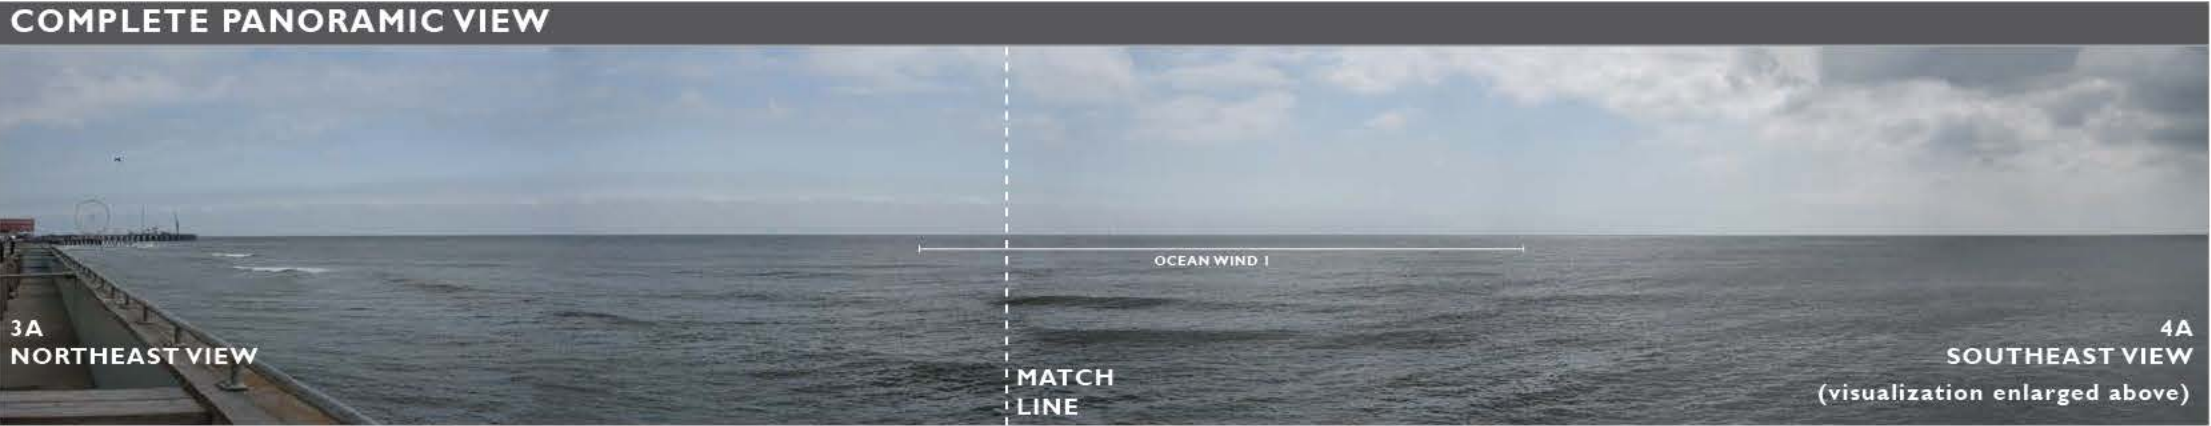 COMPLETE PANORAMIC VIEW
OCEAN WIND 1
3A
NORTHEAST VIEW
MATCH
LINE
4A
SOUTHEAST VIEW
(visualization enlarged above)